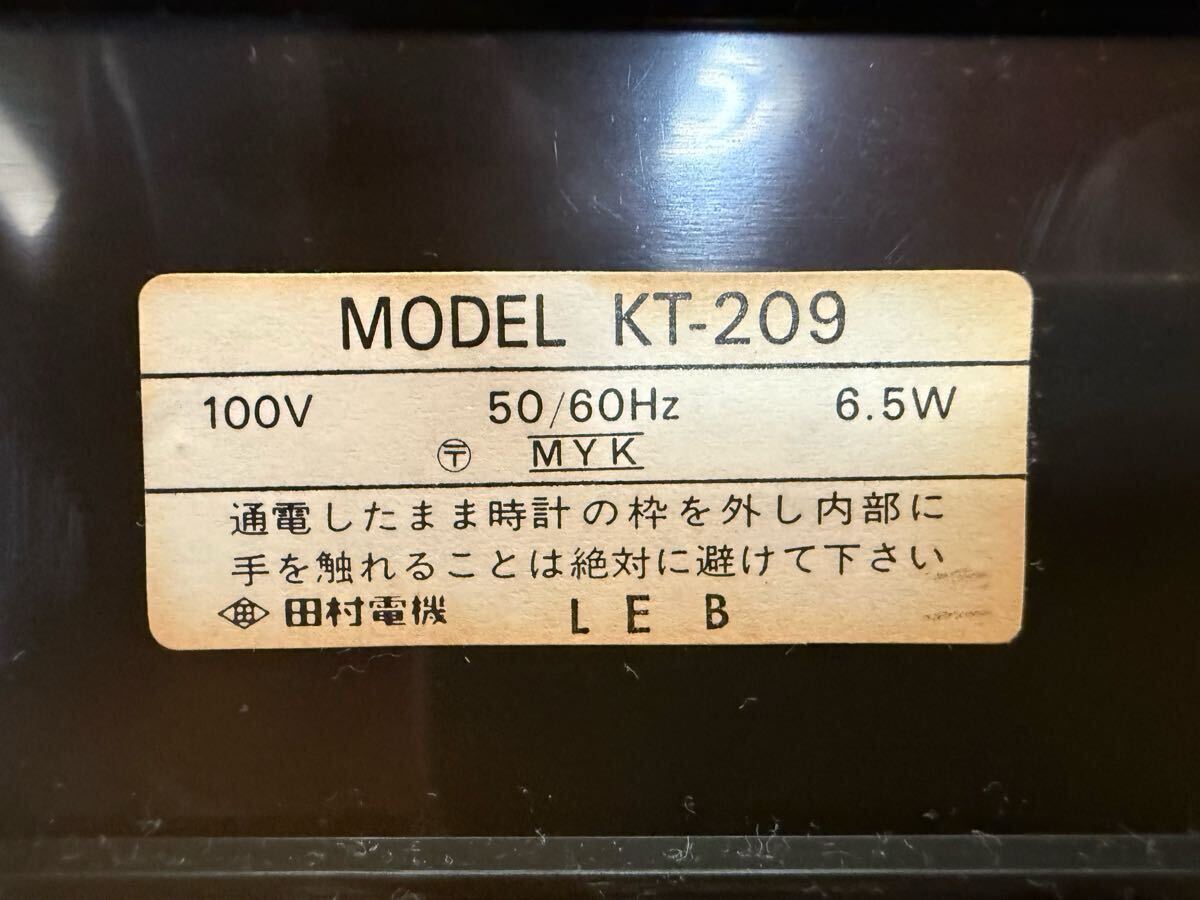 MODEL KT-209
100V 50/60Hz 6.5W
〶 MYK
通電したまま時計の枠を外し内部に
手を触れることは絶対に避けて下さい
田村電機 LEB